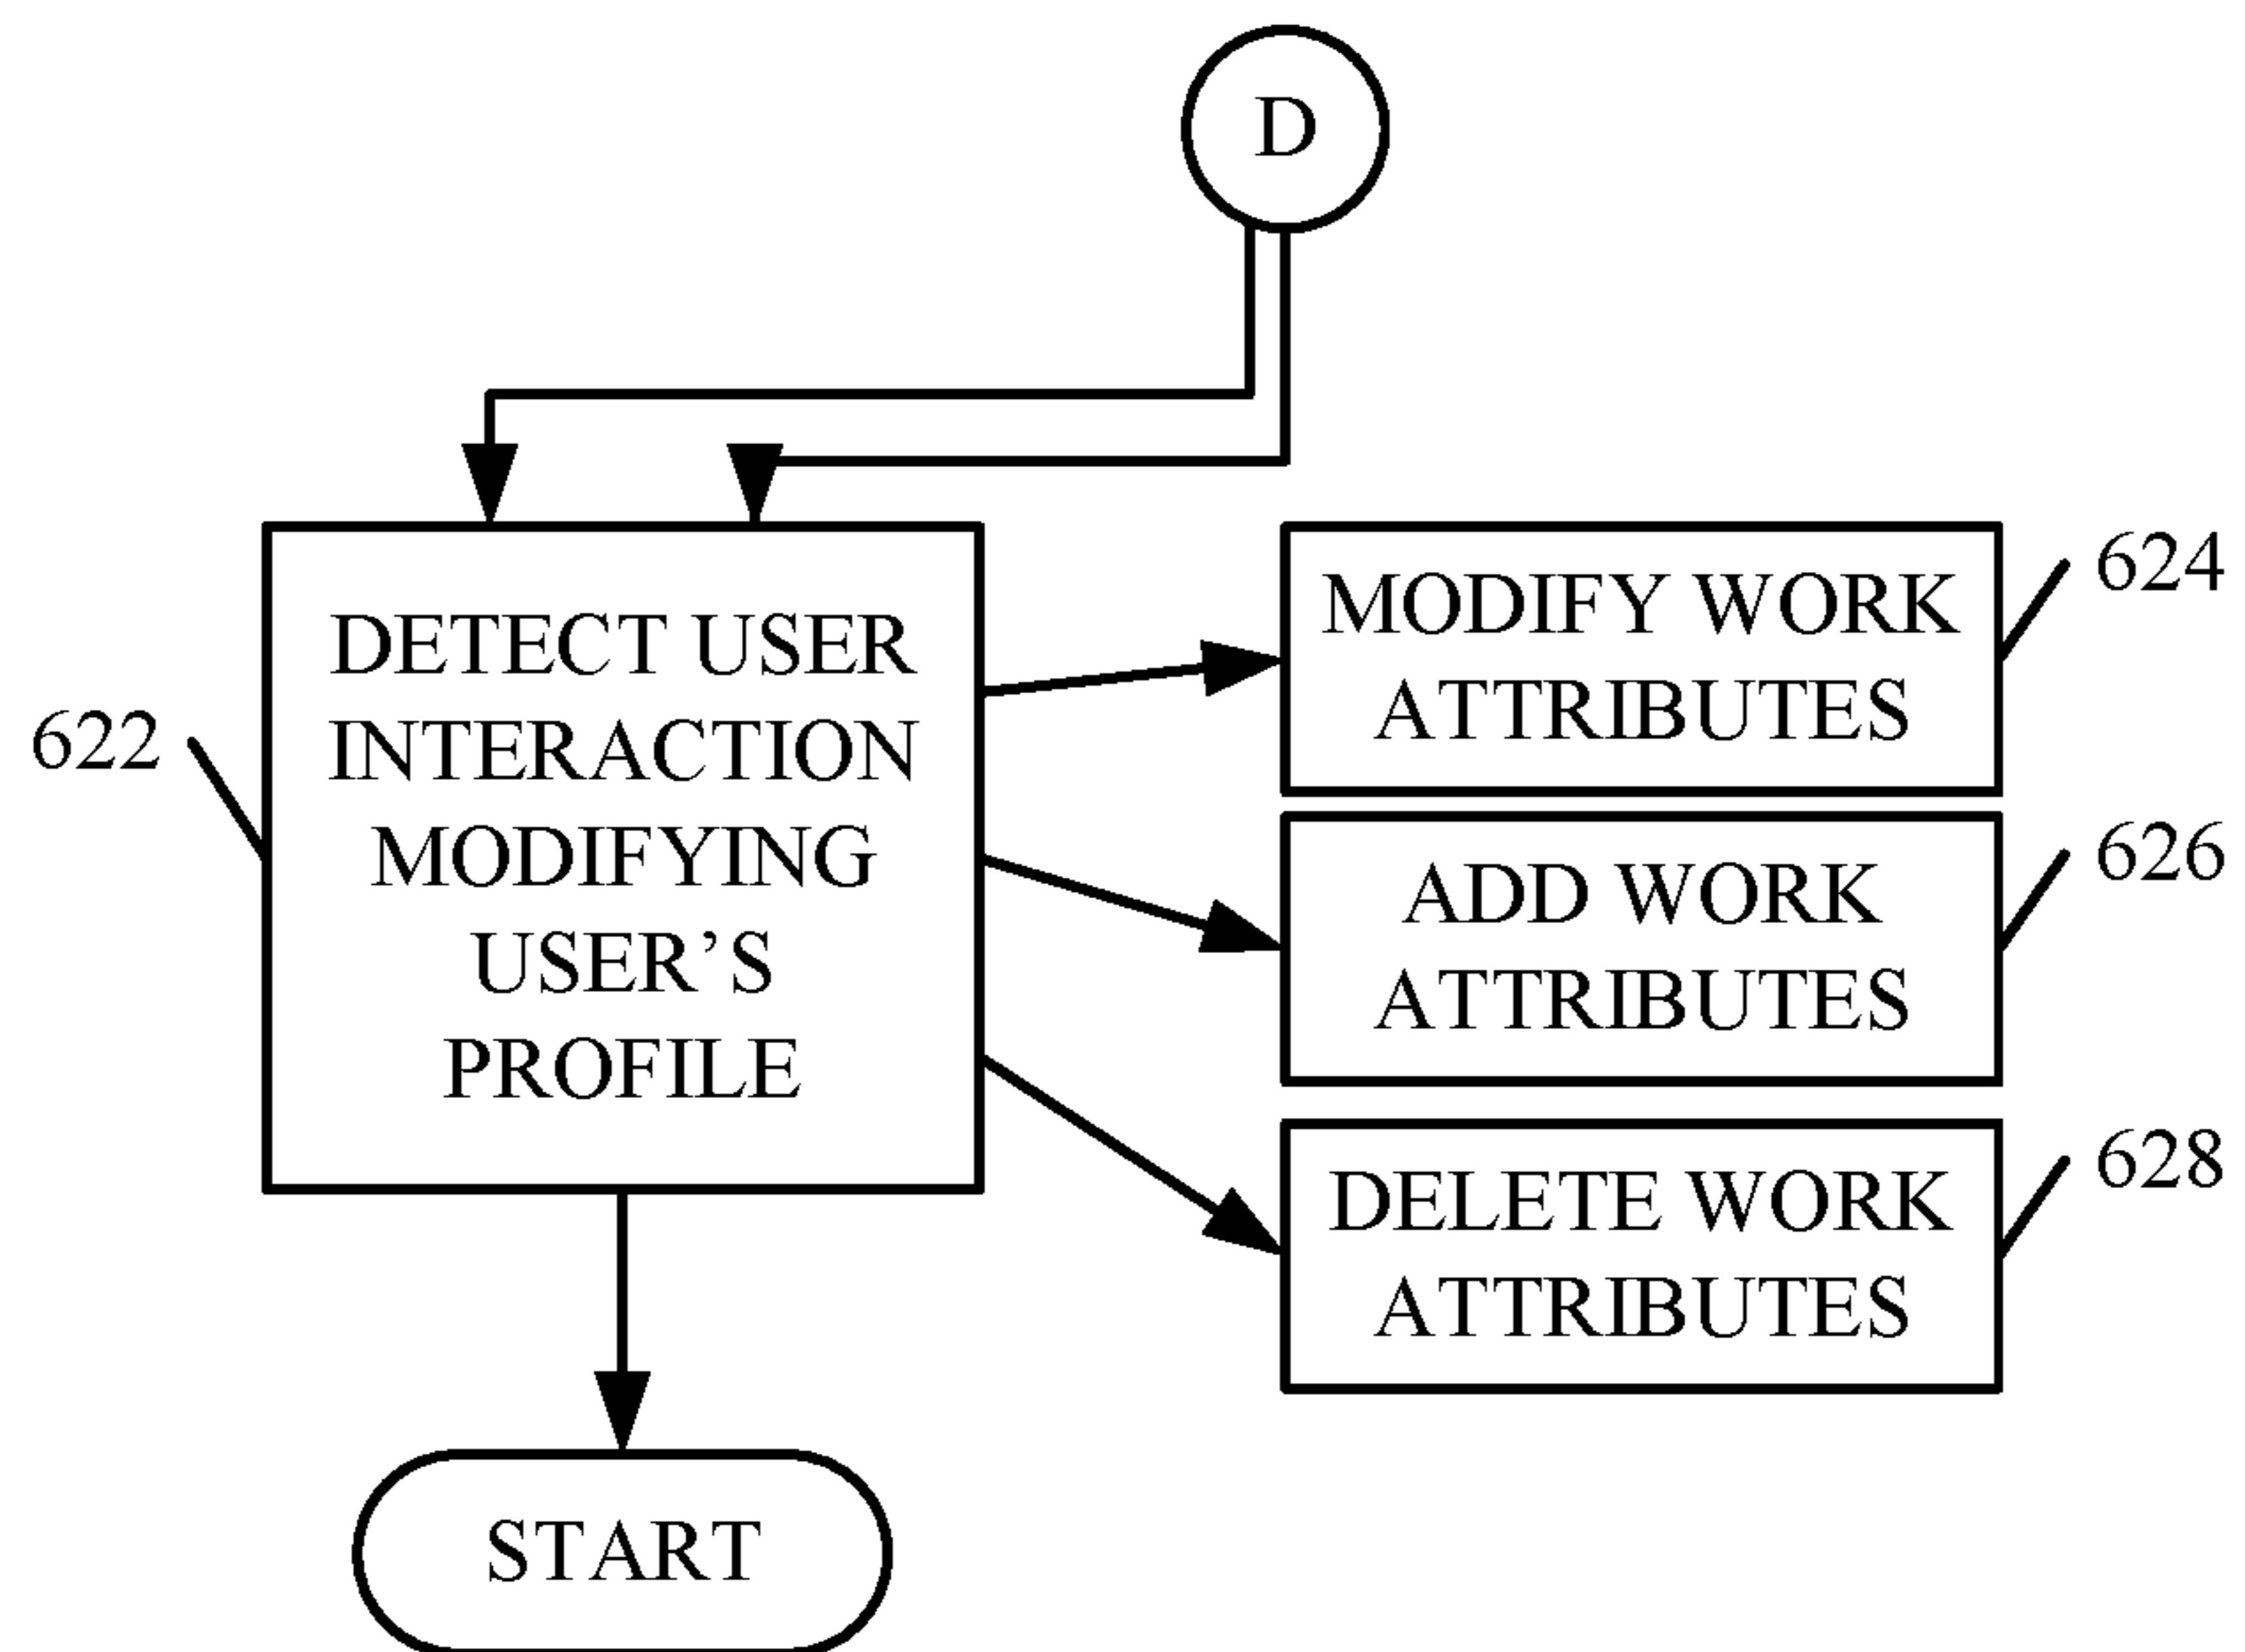 D
DETECT USER
INTERACTION
MODIFYING
USER’S
PROFILE
622
MODIFY WORK
ATTRIBUTES
624
ADD WORK
ATTRIBUTES
626
DELETE WORK
ATTRIBUTES
628
START